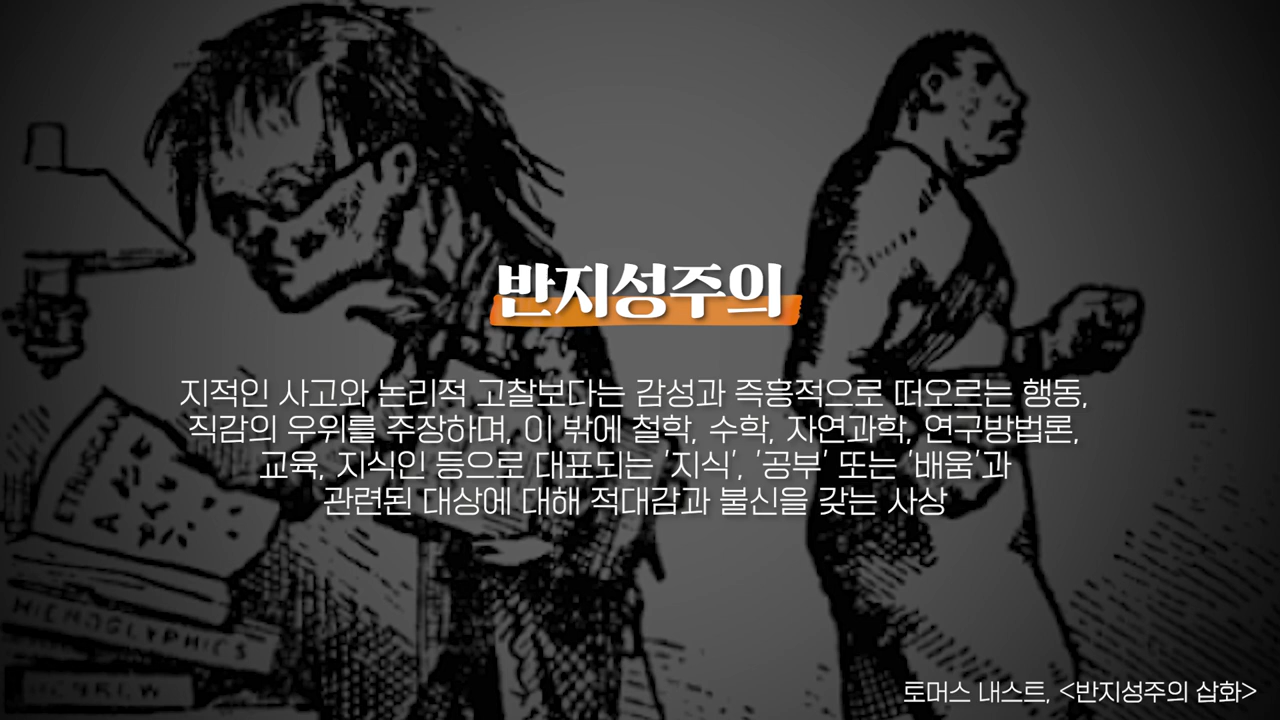 반지성주의
지적인 사고와 논리적 고찰보다는 감성과 즉흥적으로 떠오르는 행동,
직감의 우위를 주장하며, 이 밖에 철학, 수학, 자연과학, 연구방법론,
교육, 지식인 등으로 대표되는 '지식', '공부' 또는 '배움'과
관련된 대상에 대해 적대감과 불신을 갖는 사상
ETRUSCAN
HIEROGLYPHICS
HEBREW
토머스 내스트, <반지성주의 삽화>